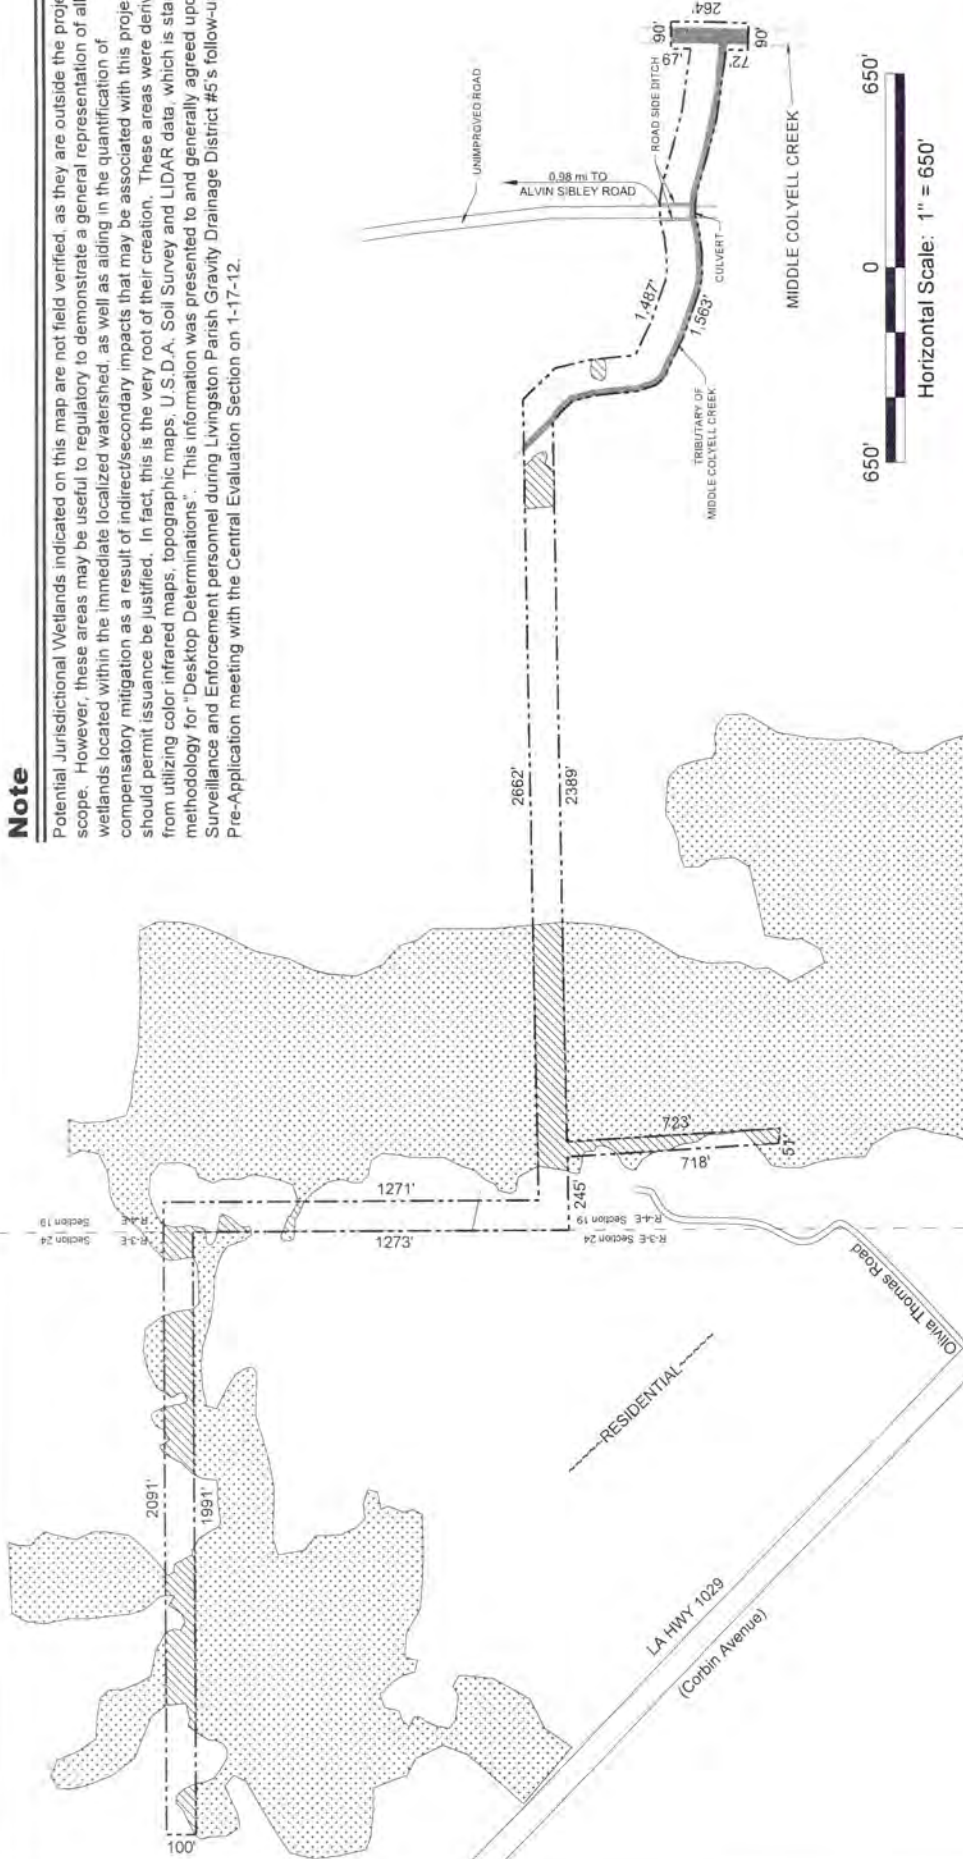 Note
Potential Jurisdictional Wetlands indicated on this map are not field verified, as they are outside the
scope. However, these areas may be useful to regulatory to demonstrate a general representation of all
wetlands located within the immediate localized watershed, as well as aiding in the quantification of
compensatory mitigation as a result of indirect/secondary impacts that may be associated with this
should permit issuance be justified. In fact, this is the very root of their creation. These areas were
from utilizing color infrared maps, topographic maps, U.S.D.A. Soil Survey and LIDAR data, which is
methodology for "Desktop Determinations". This information was presented to and generally agreed
Surveillance and Enforcement personnel during Livingston Parish Gravity Drainage District #5's
Pre-Application meeting with the Central Evaluation Section on 1-17-12.
UNIMPROVED ROAD
0.98 mi TO
ALVIN SIBLEY ROAD
ROAD SIDE DITCH
CULVERT
264'
90'
79'
72'
90'
1,487'
1,563'
TRIBUTARY OF
MIDDLE COLYELL CREEK
MIDDLE COLYELL CREEK
650'
0
650'
Horizontal Scale: 1" = 650'
2662'
2389'
723'
718'
51'
245'
1271'
1273'
R-4-E Section 19
R-3-E Section 24
R-4-E Section 19
R-3-E Section 24
2091'
1991'
100'
RESIDENTIAL
Olivia Thomas Road
LA HWY 1029
(Corbin Avenue)